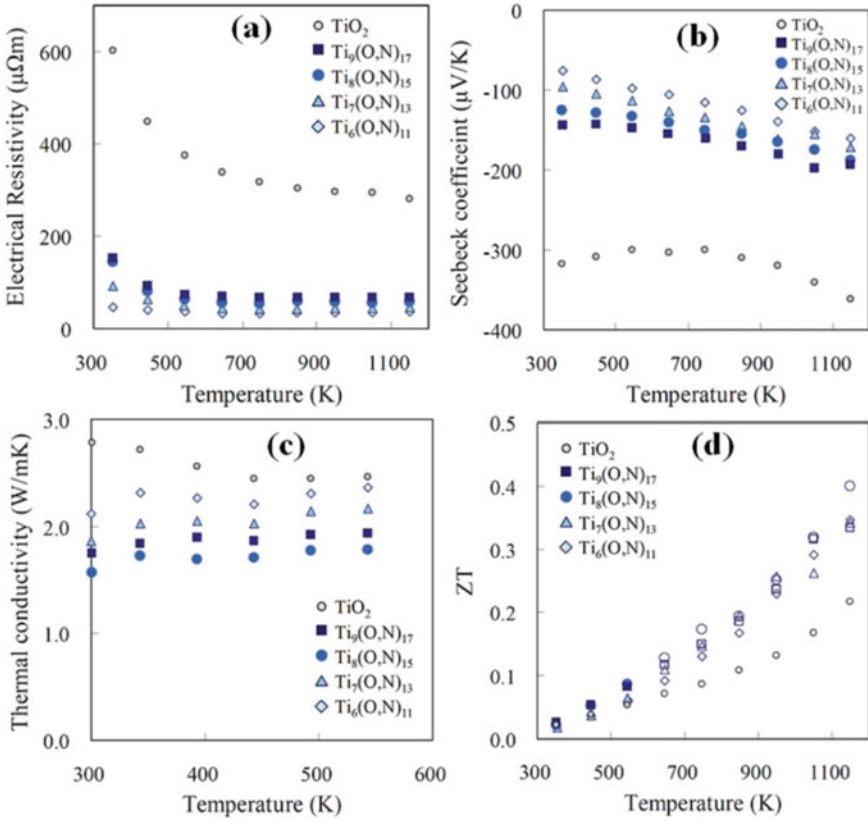 (a)
Electrical Resistivity (μΩm)
600
400
200
0
300 500 700 900 1100
Temperature (K)
TiO₂
Ti₉(O,N)₁₇
Ti₈(O,N)₁₅
Ti₇(O,N)₁₃
Ti₆(O,N)₁₁
(b)
Seebeck coefficeint (μV/K)
-0
-100
-200
-300
-400
300 500 700 900 1100
Temperature (K)
TiO₂
Ti₉(O,N)₁₇
Ti₈(O,N)₁₅
Ti₇(O,N)₁₃
Ti₆(O,N)₁₁
(c)
Thermal conductivity (W/mK)
3.0
2.0
1.0
0.0
300 400 500 600
Temperature (K)
TiO₂
Ti₉(O,N)₁₇
Ti₈(O,N)₁₅
Ti₇(O,N)₁₃
Ti₆(O,N)₁₁
(d)
ZT
0.5
0.4
0.3
0.2
0.1
0.0
300 500 700 900 1100
Temperature (K)
TiO₂
Ti₉(O,N)₁₇
Ti₈(O,N)₁₅
Ti₇(O,N)₁₃
Ti₆(O,N)₁₁